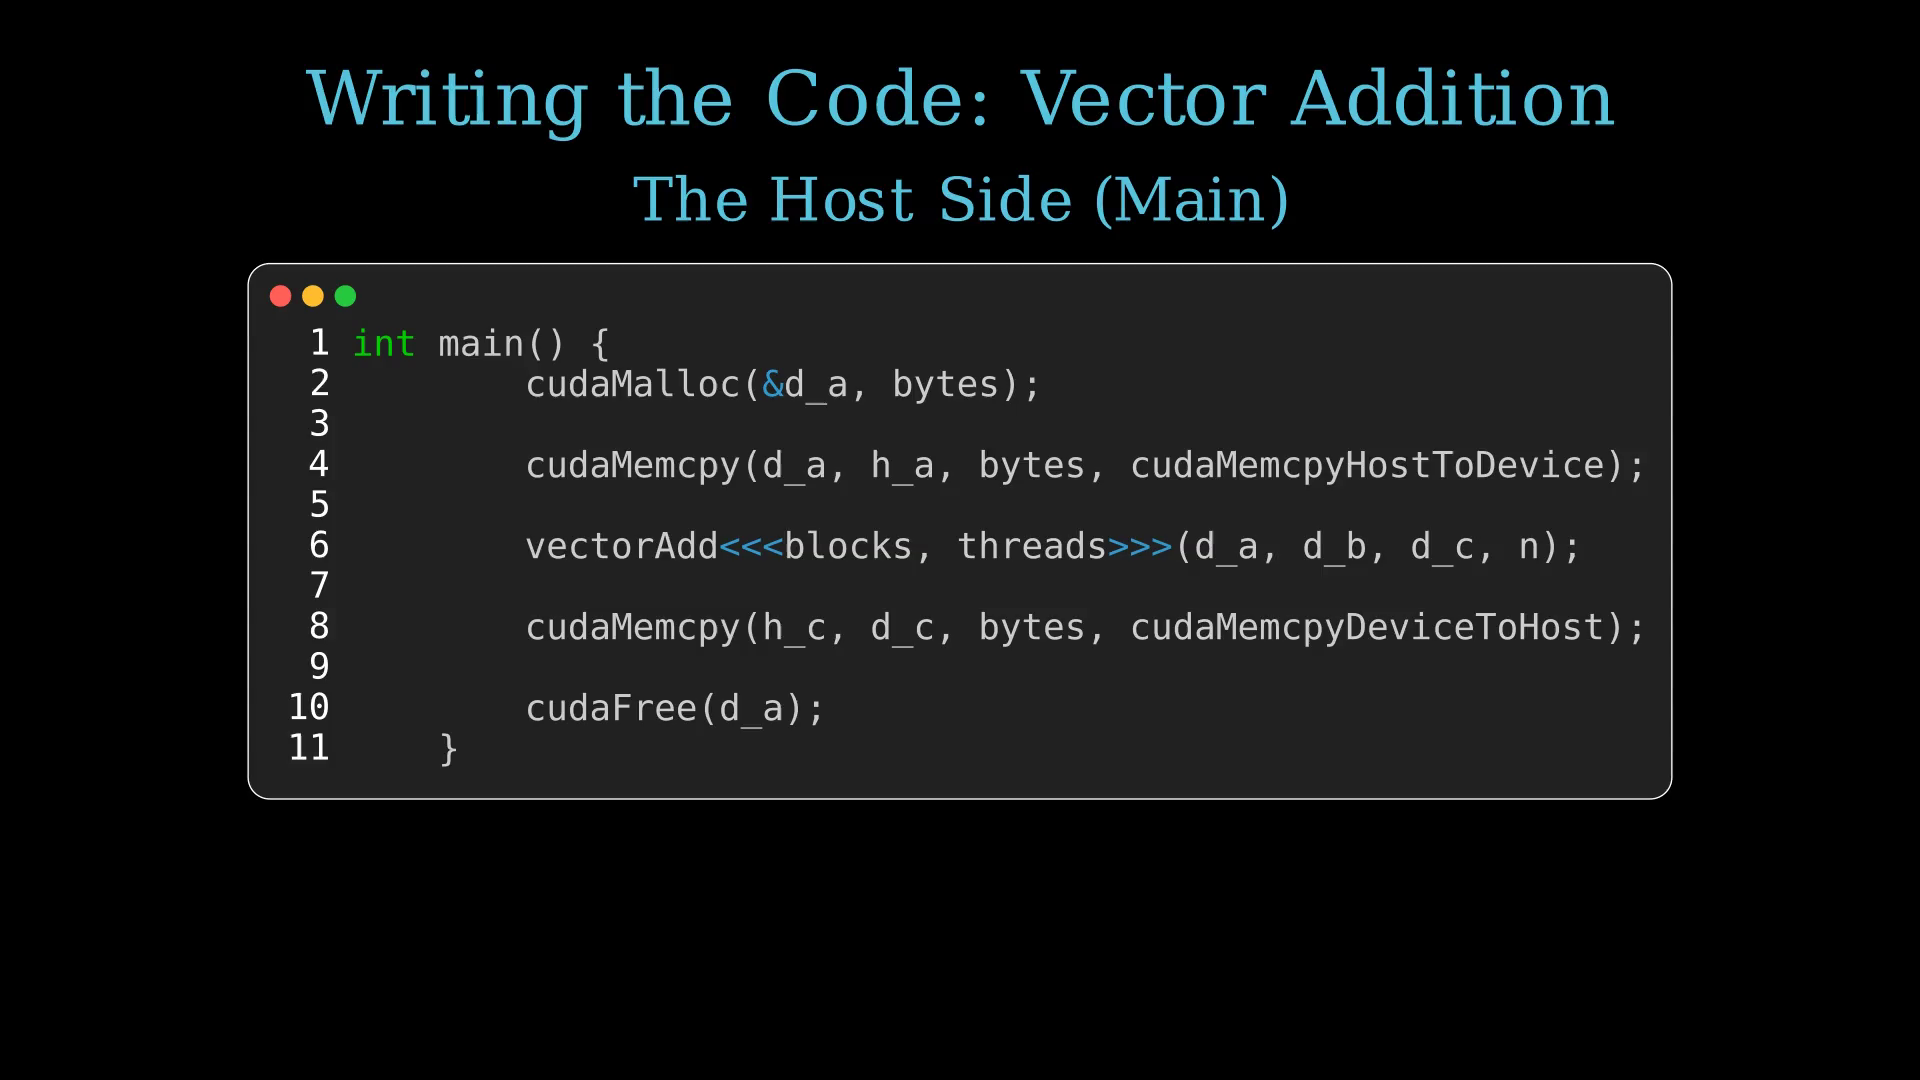 Writing the Code: Vector Addition
The Host Side (Main)
1 int main() {
2 cudaMalloc(&d_a, bytes);
3
4 cudaMemcpy(d_a, h_a, bytes, cudaMemcpyHostToDevice);
5
6 vectorAdd<<<blocks, threads>>>(d_a, d_b, d_c, n);
7
8 cudaMemcpy(h_c, d_c, bytes, cudaMemcpyDeviceToHost);
9
10 cudaFree(d_a);
11 }